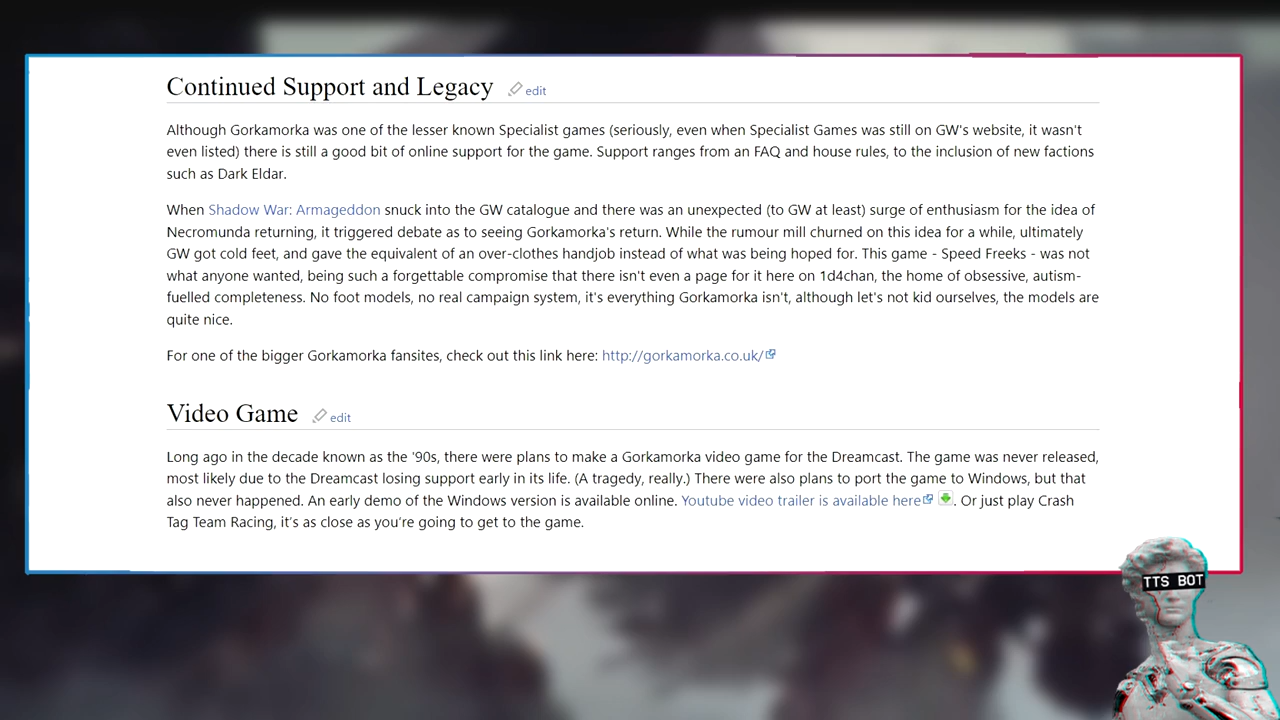 Continued Support and Legacy edit
Although Gorkamorka was one of the lesser known Specialist games (seriously, even when Specialist Games was still on GW's website, it wasn't
even listed) there is still a good bit of online support for the game. Support ranges from an FAQ and house rules, to the inclusion of new factions
such as Dark Eldar.
When Shadow War: Armageddon snuck into the GW catalogue and there was an unexpected (to GW at least) surge of enthusiasm for the idea of
Necromunda returning, it triggered debate as to seeing Gorkamorka's return. While the rumour mill churned on this idea for a while, ultimately
GW got cold feet, and gave the equivalent of an over-clothes handjob instead of what was being hoped for. This game - Speed Freeks - was not
what anyone wanted, being such a forgettable compromise that there isn't even a page for it here on 1d4chan, the home of obsessive, autism-
fuelled completeness. No foot models, no real campaign system, it's everything Gorkamorka isn't, although let's not kid ourselves, the models are
quite nice.
For one of the bigger Gorkamorka fansites, check out this link here: http://gorkamorka.co.uk/
Video Game edit
Long ago in the decade known as the '90s, there were plans to make a Gorkamorka video game for the Dreamcast. The game was never released,
most likely due to the Dreamcast losing support early in its life. (A tragedy, really.) There were also plans to port the game to Windows, but that
also never happened. An early demo of the Windows version is available online. Youtube video trailer is available here. Or just play Crash
Tag Team Racing, it's as close as you're going to get to the game.
TTS BOT